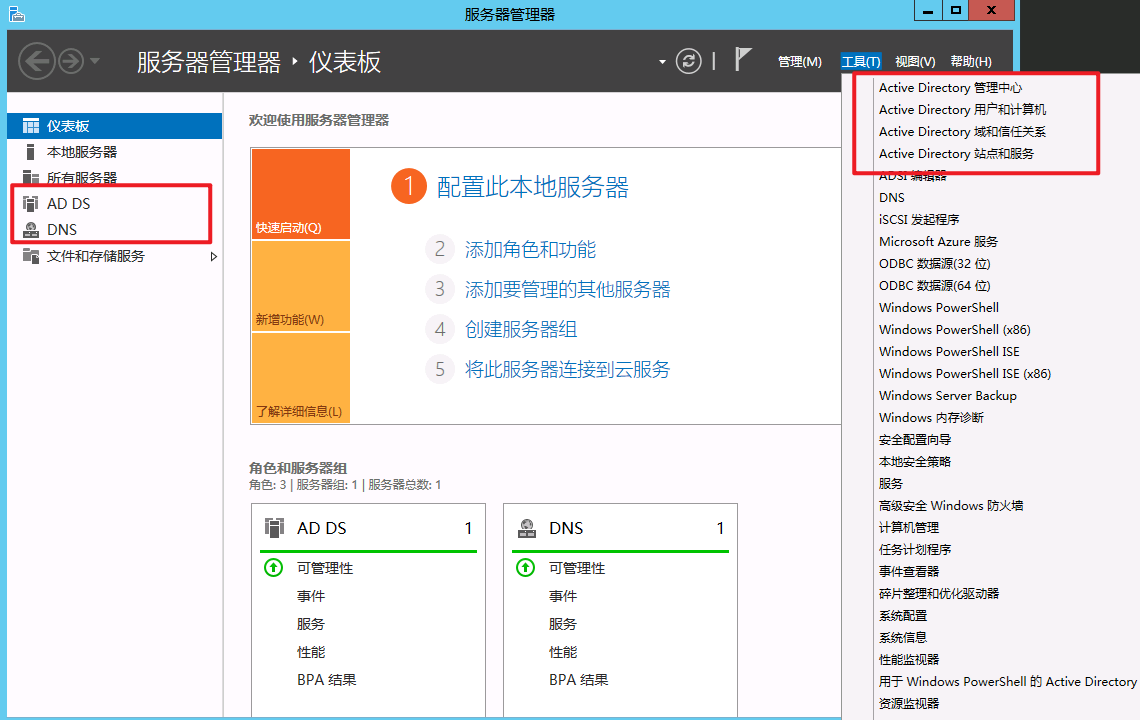 服务器管理器
服务器管理器 ‣ 仪表板
管理(M) 工具(T) 视图(V) 帮助(H)
仪表板
本地服务器
所有服务器
AD DS
DNS
文件和存储服务
欢迎使用服务器管理器
快速启动(Q)
新增功能(W)
了解详细信息(L)
1 配置此本地服务器
2 添加角色和功能
3 添加要管理的其他服务器
4 创建服务器组
5 将此服务器连接到云服务
角色和服务器组
角色: 3 | 服务器组: 1 | 服务器总数: 1
AD DS 1
可管理性
事件
服务
性能
BPA 结果
DNS 1
可管理性
事件
服务
性能
BPA 结果
Active Directory 管理中心
Active Directory 用户和计算机
Active Directory 域和信任关系
Active Directory 站点和服务
ADSI 编辑器
DNS
iSCSI 发起程序
Microsoft Azure 服务
ODBC 数据源(32 位)
ODBC 数据源(64 位)
Windows PowerShell
Windows PowerShell (x86)
Windows PowerShell ISE
Windows PowerShell ISE (x86)
Windows Server Backup
Windows 内存诊断
安全配置向导
本地安全策略
服务
高级安全 Windows 防火墙
计算机管理
任务计划程序
事件查看器
碎片整理和优化驱动器
系统配置
系统信息
性能监视器
用于 Windows PowerShell 的 Active Directory
资源监视器